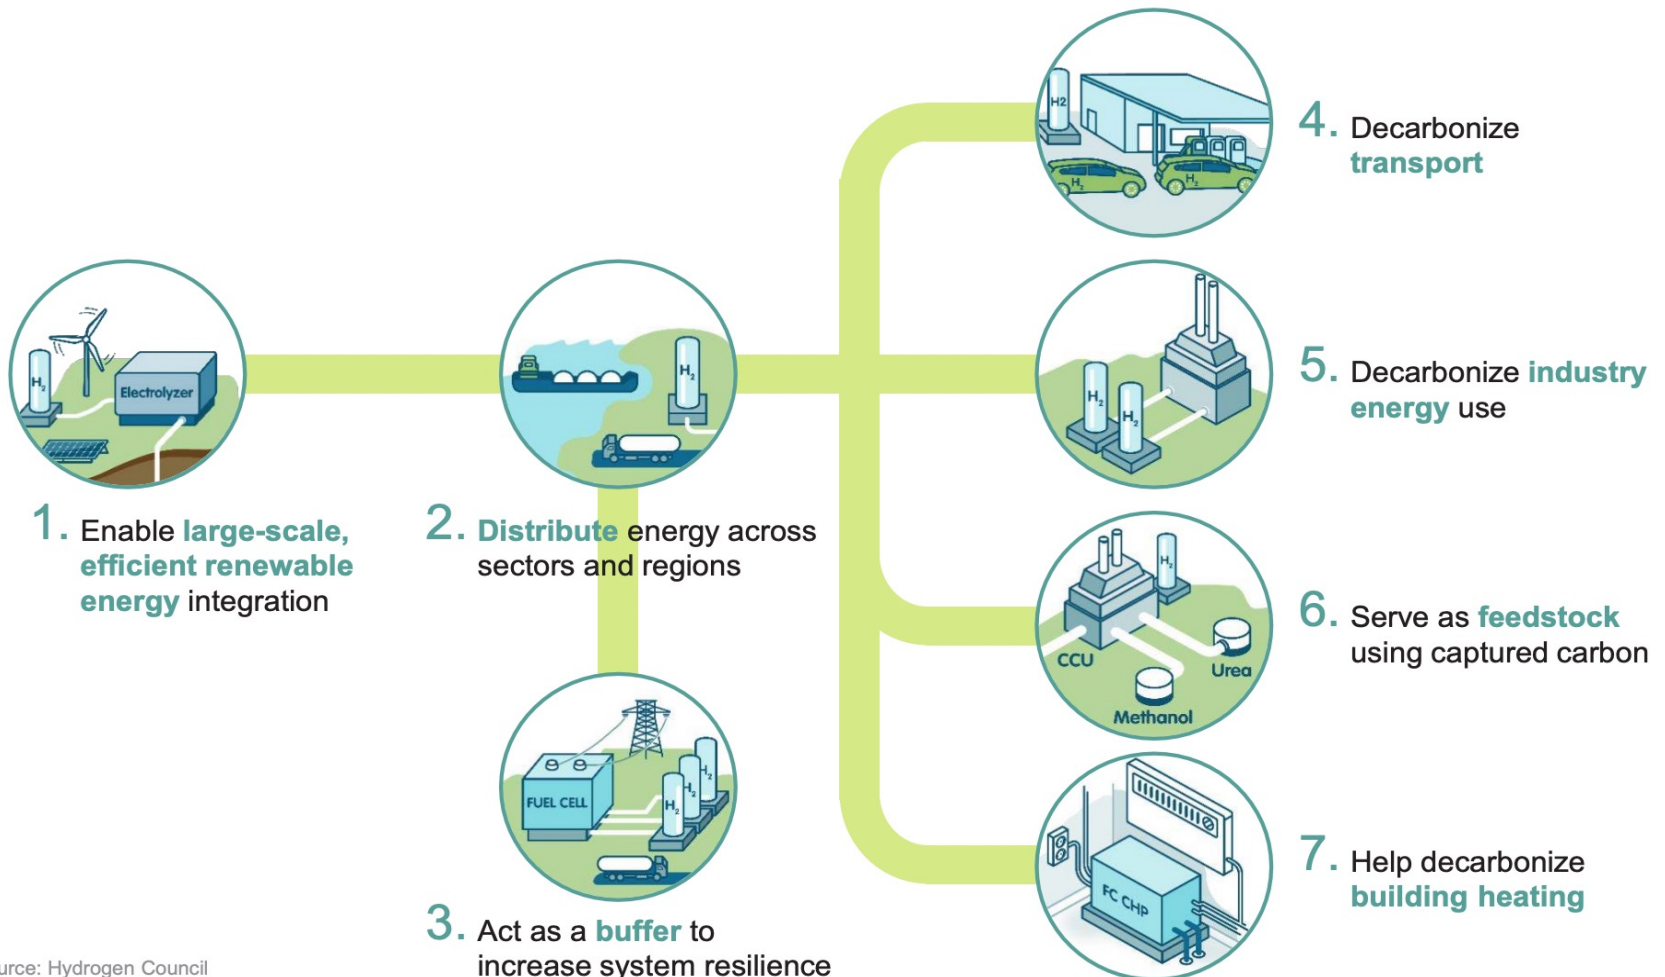 H2
4. Decarbonize
transport
H₂
H₂
H₂
Electrolyzer
H₂
5. Decarbonize industry
energy use
H₂
H₂
1. Enable large-scale,
efficient renewable
energy integration
2. Distribute energy across
sectors and regions
H₂
CCU
Urea
Methanol
6. Serve as feedstock
using captured carbon
FUEL CELL
H₂
H₂
H₂
3. Act as a buffer to
increase system resilience
FC CHP
7. Help decarbonize
building heating
urce: Hydrogen Council